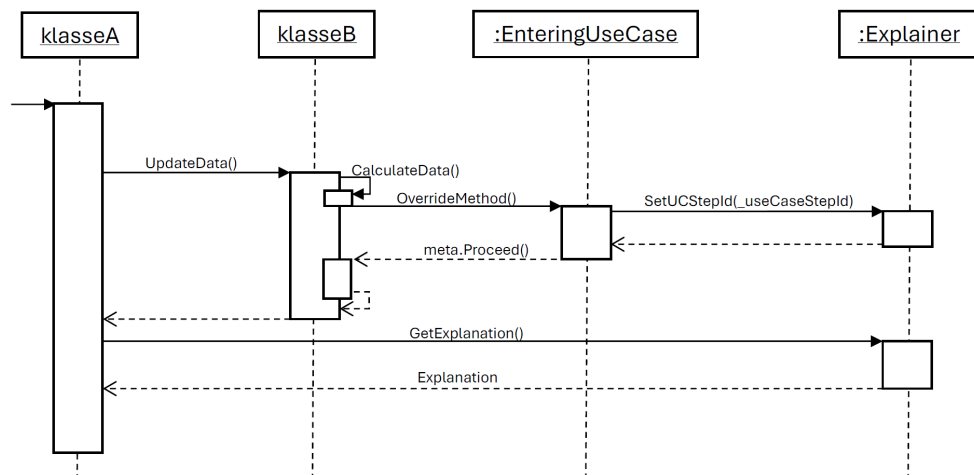 klasseA
klasseB
:EnteringUseCase
:Explainer
UpdateData()
CalculateData()
OverrideMethod()
SetUCStepId(_useCaseStepId)
meta.Proceed()
GetExplanation()
Explanation